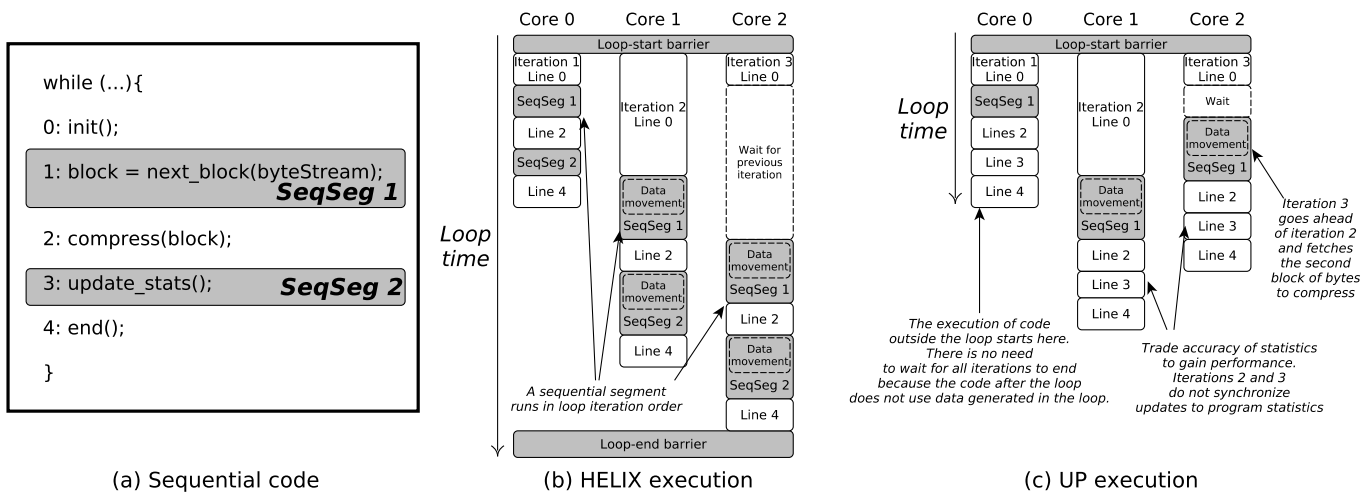 while (...){
0: init();
1: block = next_block(byteStream);
SeqSeg 1
2: compress(block);
3: update_stats();
SeqSeg 2
4: end();
}
(a) Sequential code
Core 0
Core 1
Core 2
Loop-start barrier
Loop
time
Iteration 1
Line 0
SeqSeg 1
Line 2
SeqSeg 2
Line 4
Iteration 2
Line 0
Data
movement
SeqSeg 1
Line 2
Data
movement
SeqSeg 2
Line 4
Iteration 3
Line 0
Wait for
previous
iteration
Data
movement
SeqSeg 1
Line 2
Data
movement
SeqSeg 2
Line 4
A sequential segment
runs in loop iteration order
Loop-end barrier
(b) HELIX execution
Core 0
Core 1
Core 2
Loop-start barrier
Loop
time
Iteration 1
Line 0
SeqSeg 1
Lines 2
Line 3
Line 4
Iteration 2
Line 0
Data
movement
SeqSeg 1
Line 2
Line 3
Line 4
Iteration 3
Line 0
Wait
Data
movement
SeqSeg 1
Line 2
Line 3
Line 4
Iteration 3
goes ahead
of iteration 2
and fetches
the second
block of bytes
to compress
The execution of code
outside the loop starts here.
There is no need
to wait for all iterations to end
because the code after the loop
does not use data generated in the loop.
Trade accuracy of statistics
to gain performance.
Iterations 2 and 3
do not synchronize
updates to program statistics
(c) UP execution